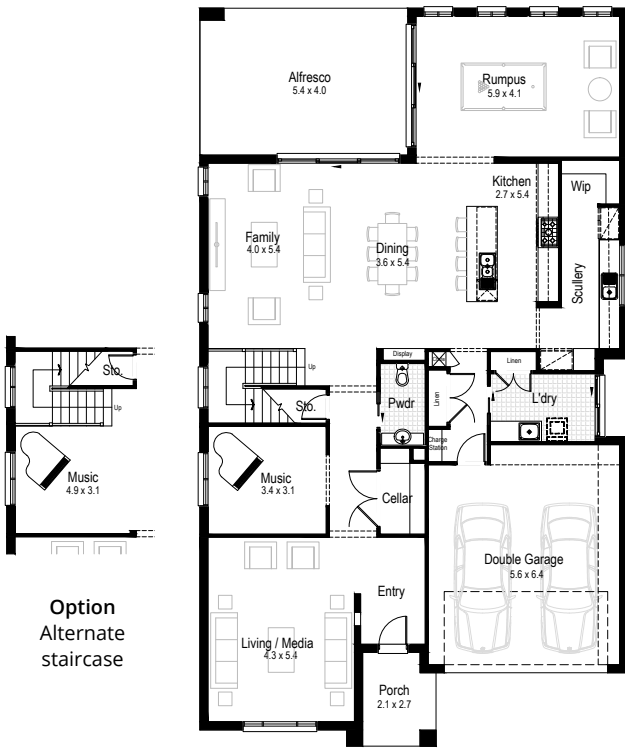 Alfresco
5.4 x 4.0
Rumpus
5.9 x 4.1
Kitchen
2.7 x 5.4
Wip
Family
4.0 x 5.4
Dining
3.6 x 5.4
Scullery
Display
Linen
Up
Sto.
Pwdr
Linen
L'dry
Charge
Station
Music
3.4 x 3.1
Cellar
Double Garage
5.6 x 6.4
Entry
Living / Media
4.3 x 5.4
Porch
2.1 x 2.7
Sto.
Up
Music
4.9 x 3.1
Option
Alternate
staircase